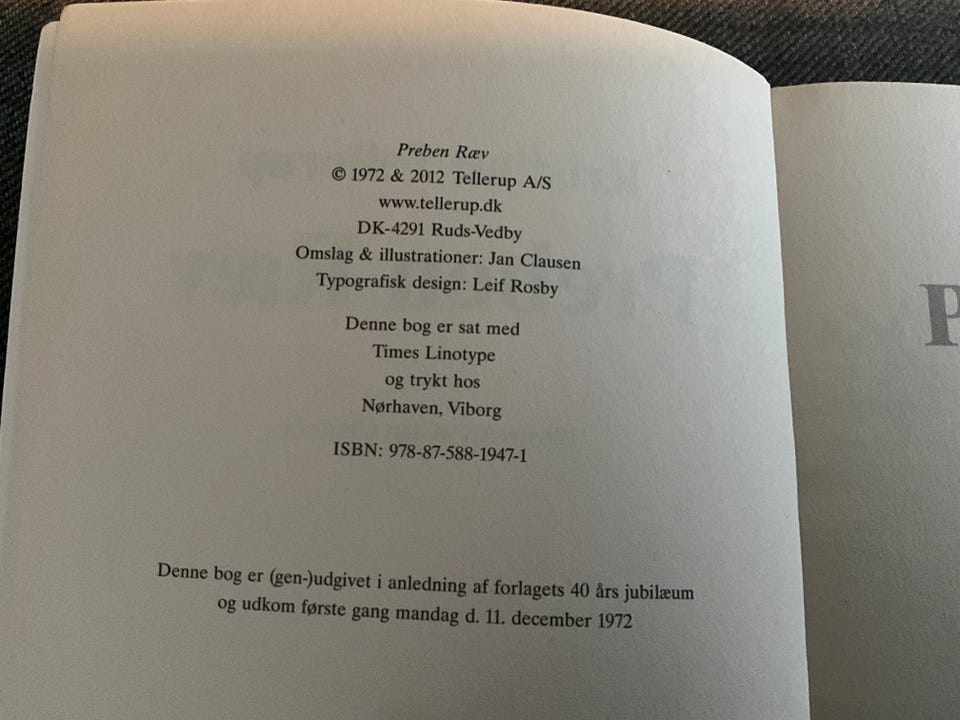 Preben Ræv
© 1972 & 2012 Tellerup A/S
www.tellerup.dk
DK-4291 Ruds-Vedby
Omslag & illustrationer: Jan Clausen
Typografisk design: Leif Rosby
Denne bog er sat med
Times Linotype
og trykt hos
Nørhaven, Viborg
ISBN: 978-87-588-1947-1
Denne bog er (gen-)udgivet i anledning af forlagets 40 års jubilæum
og udkom første gang mandag d. 11. december 1972
P